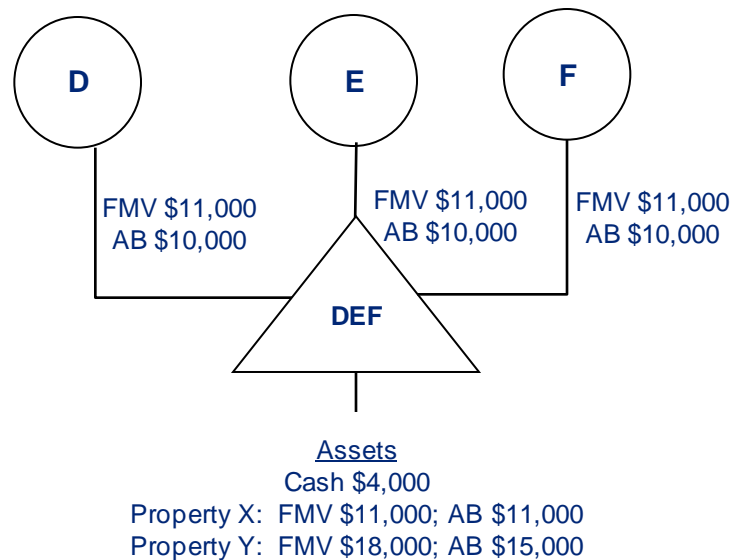 D
E
F
FMV $11,000
AB $10,000
FMV $11,000
AB $10,000
FMV $11,000
AB $10,000
DEF
Assets
Cash $4,000
Property X: FMV $11,000; AB $11,000
Property Y: FMV $18,000; AB $15,000